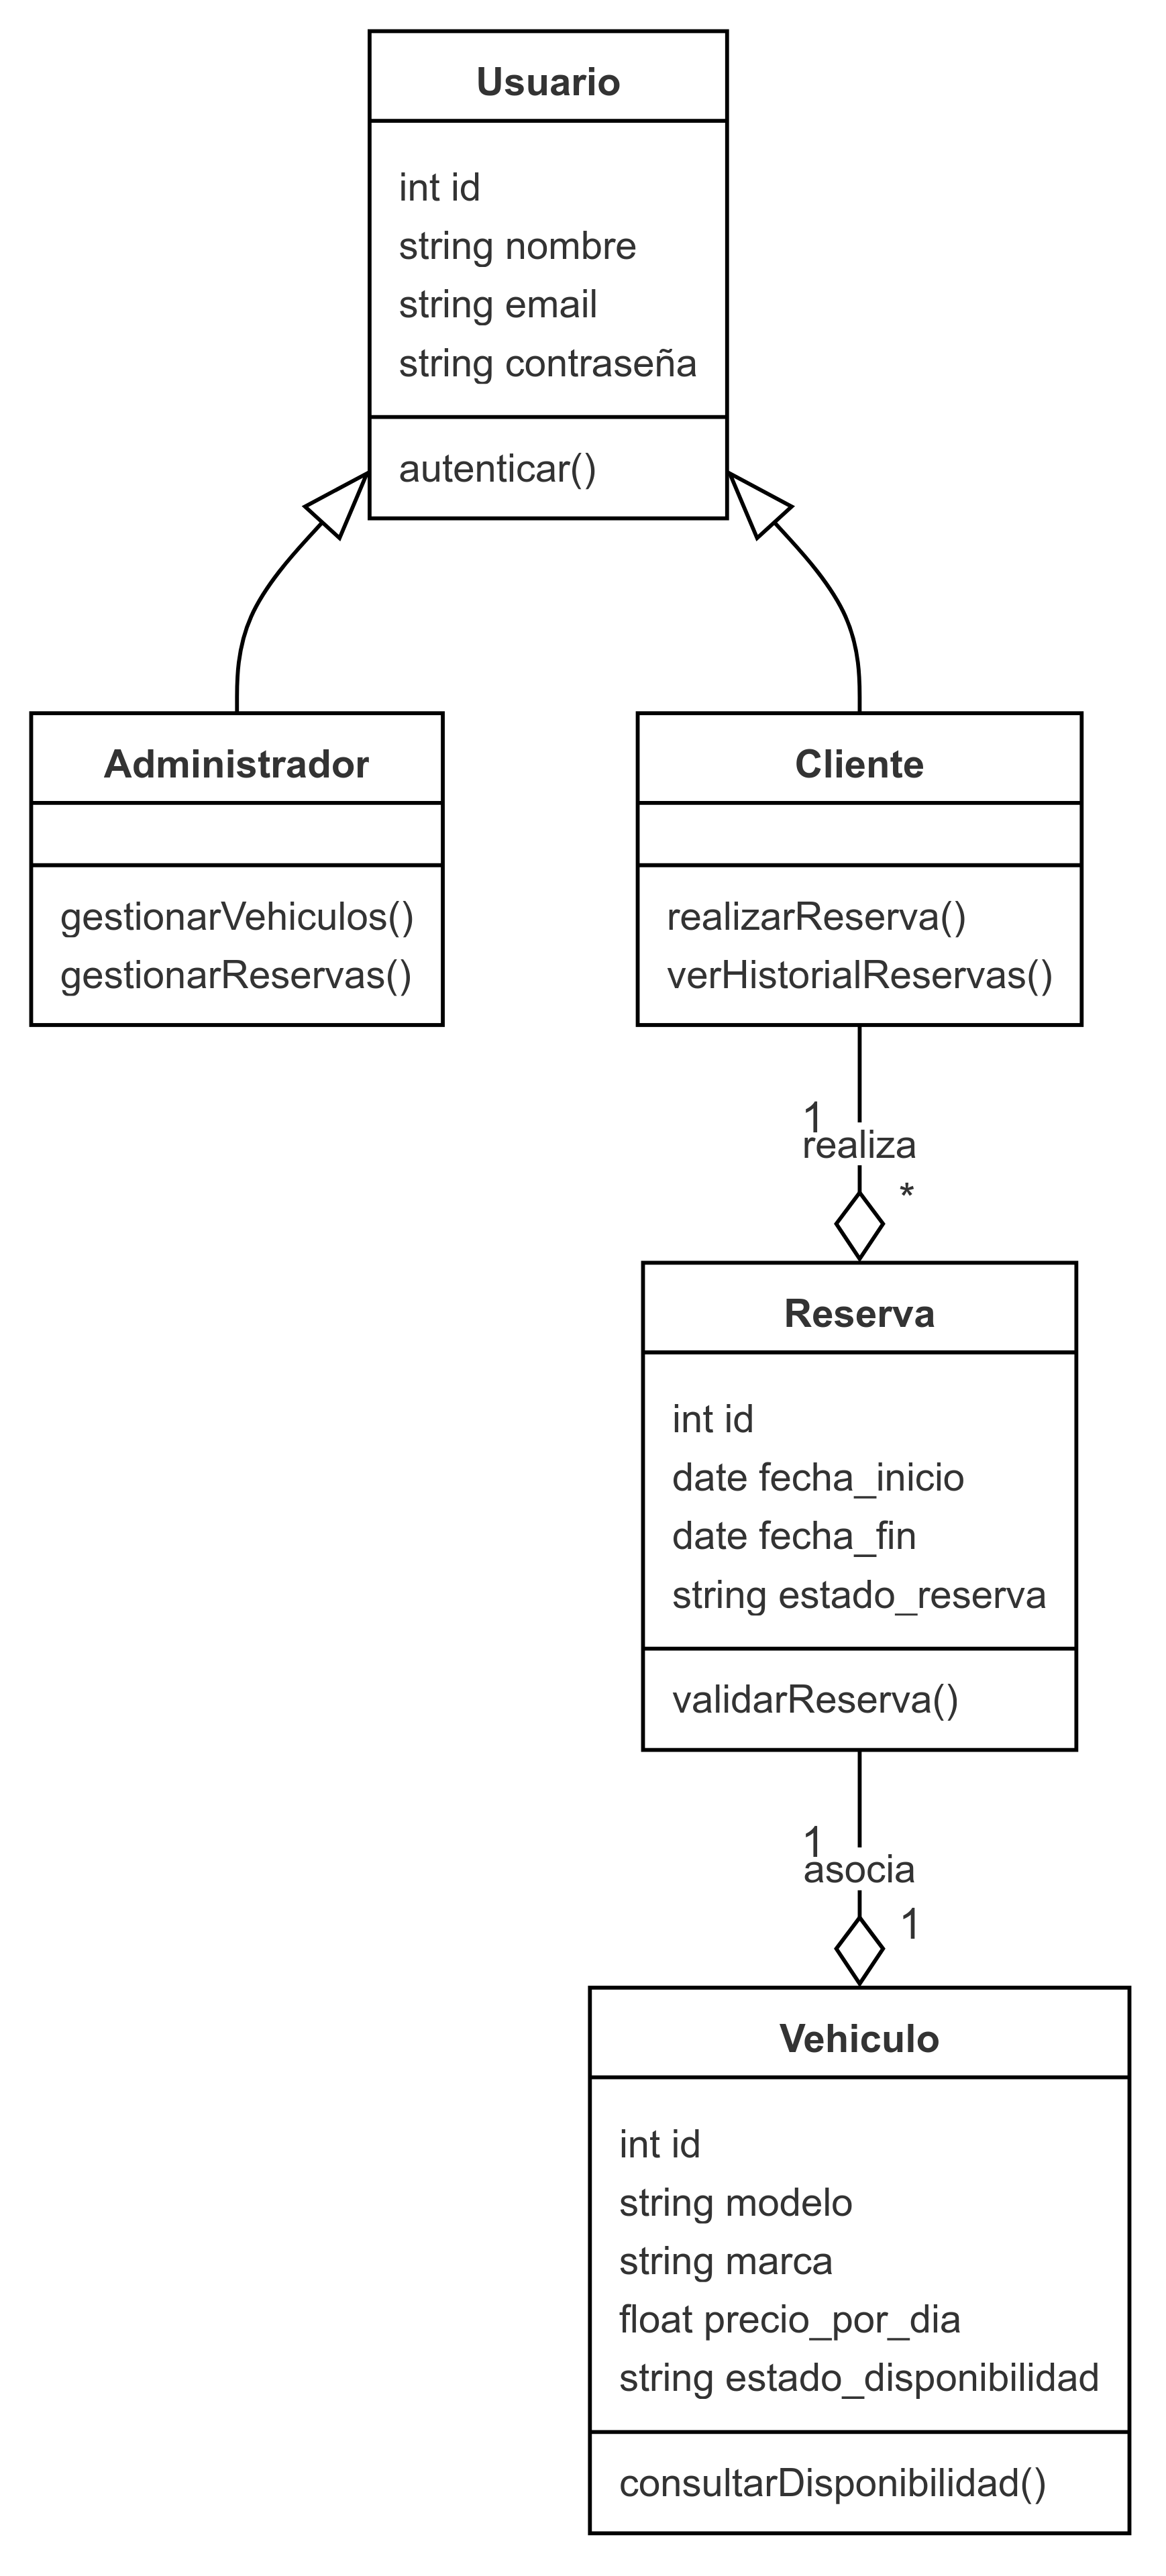 Usuario
int id
string nombre
string email
string contraseña
autenticar()
Administrador
gestionarVehiculos()
gestionarReservas()
Cliente
realizarReserva()
verHistorialReservas()
1
realiza
*
Reserva
int id
date fecha_inicio
date fecha_fin
string estado_reserva
validarReserva()
1
asocia
1
Vehiculo
int id
string modelo
string marca
float precio_por_dia
string estado_disponibilidad
consultarDisponibilidad()